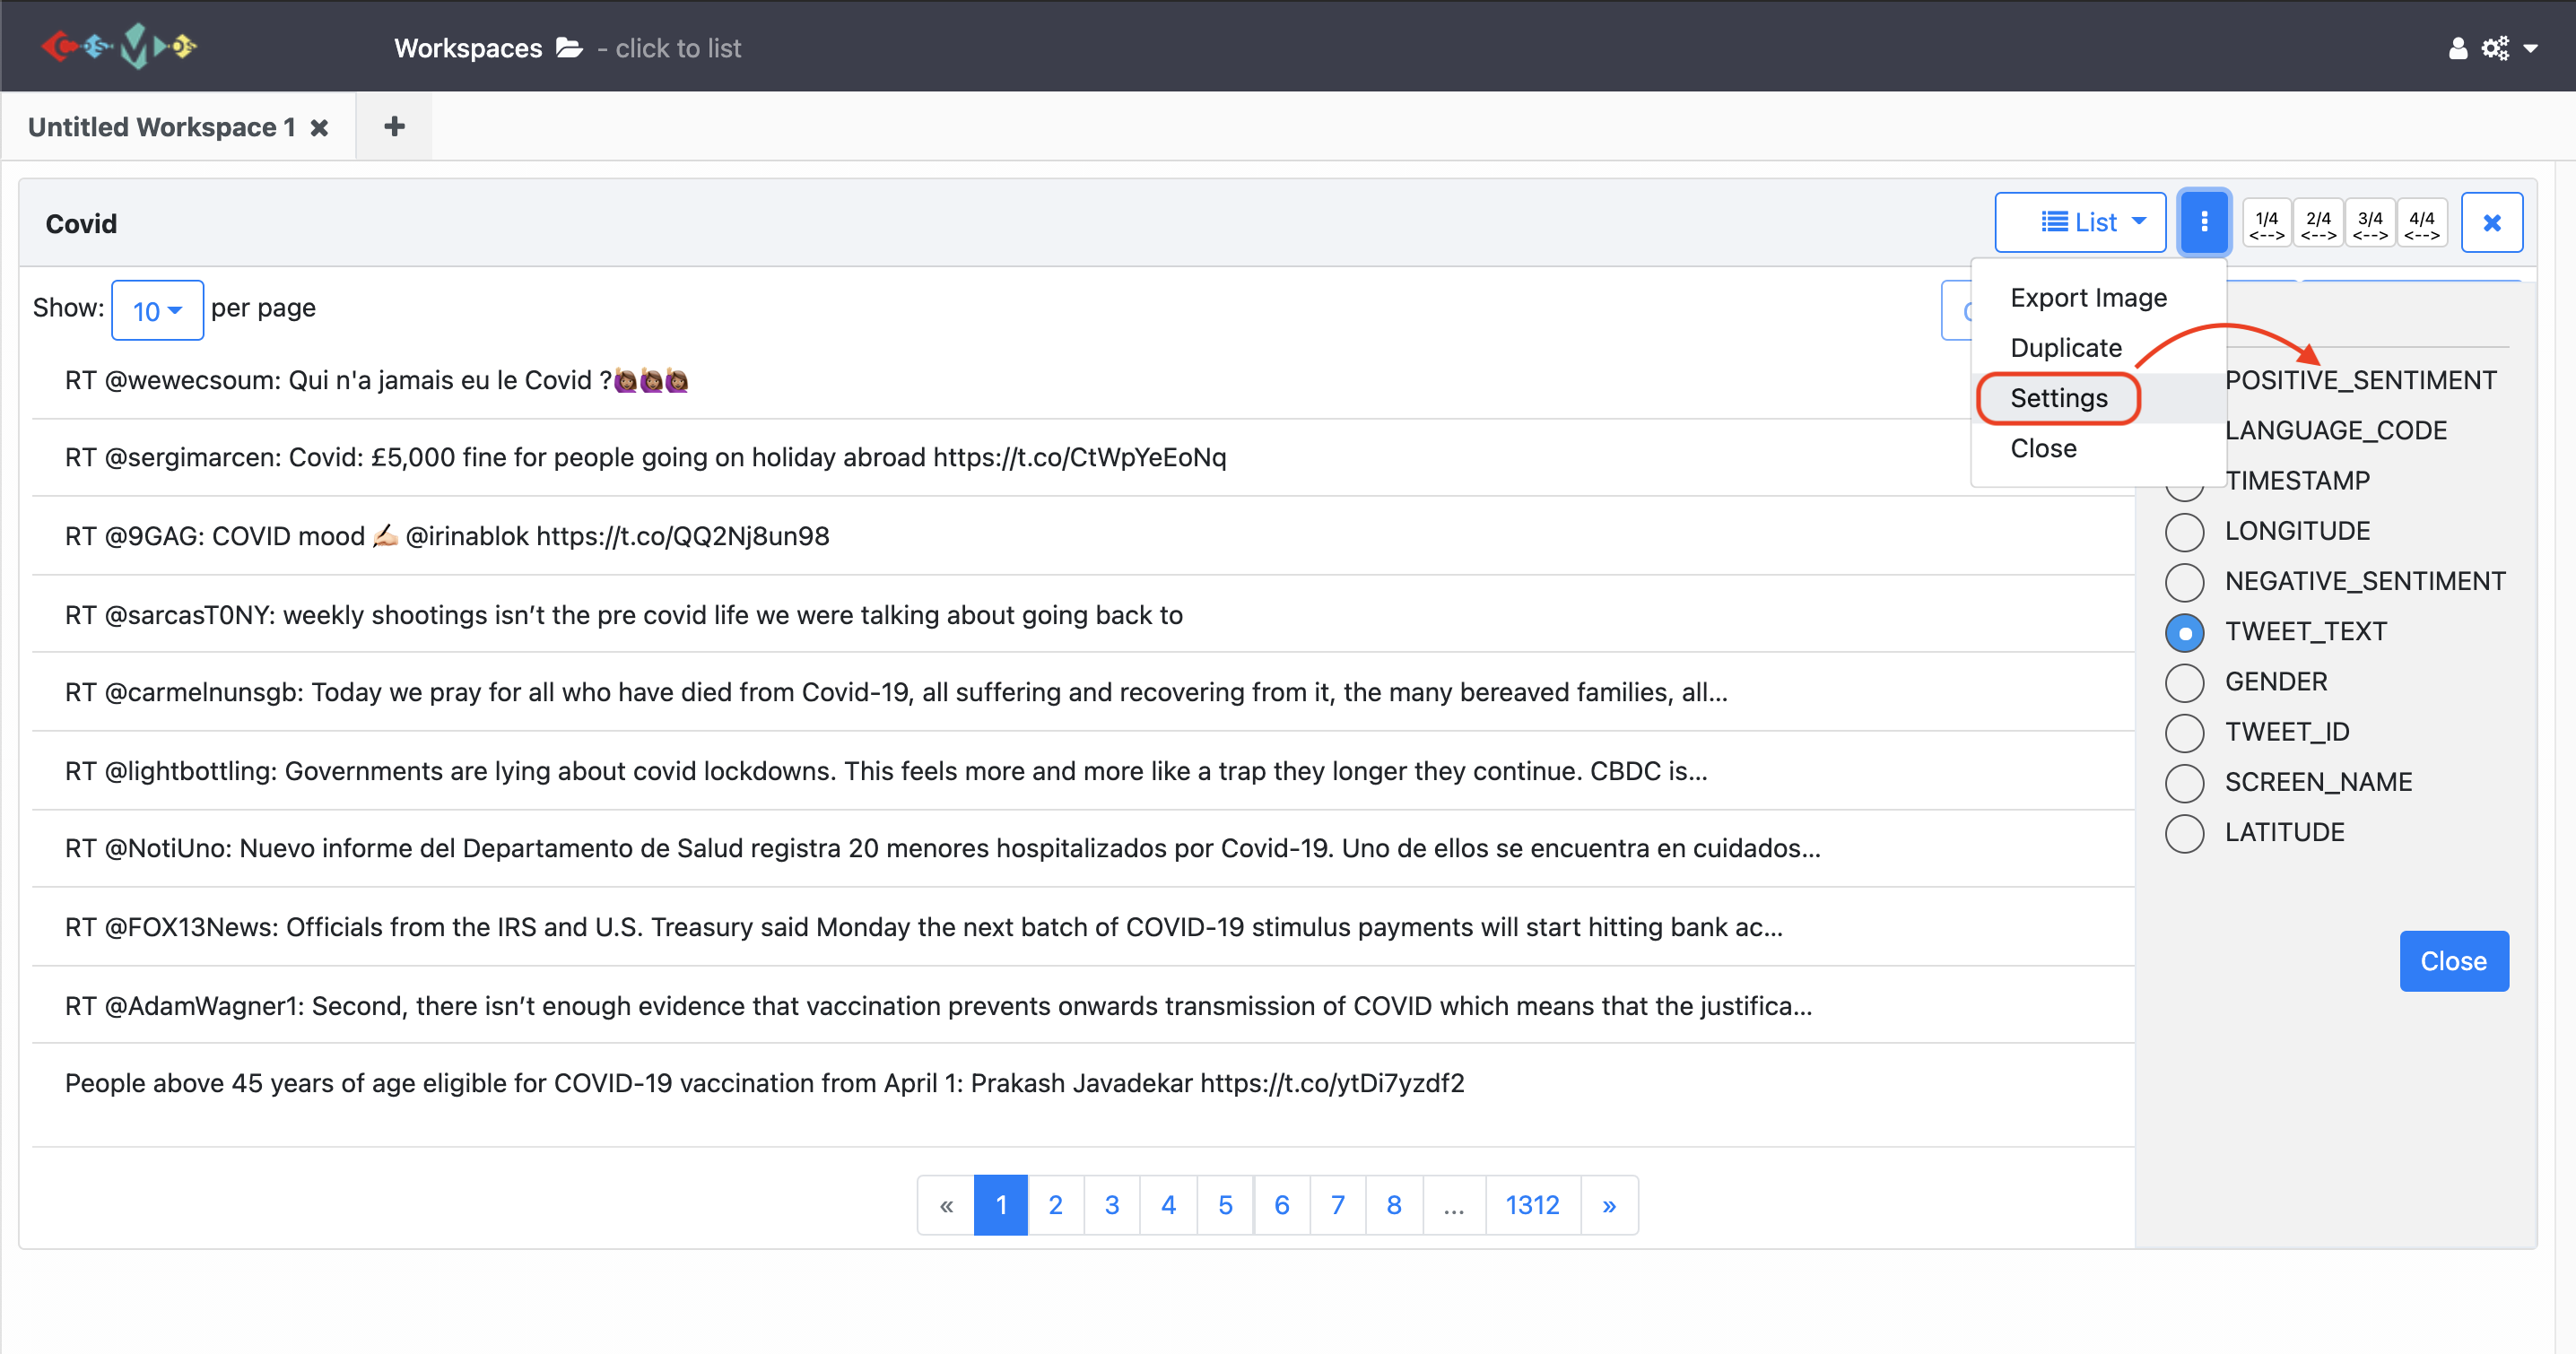 Workspaces - click to list
Untitled Workspace 1 ✖ +
Covid
List
1/4 <--> 2/4 <--> 3/4 <--> 4/4 <-->
Show: 10 per page
Export Image
Duplicate
Settings
Close
RT @wewecsoum: Qui n'a jamais eu le Covid ?🙋🏽‍♀️🙋🏽‍♀️🙋🏽‍♀️
RT @sergimarcen: Covid: £5,000 fine for people going on holiday abroad https://t.co/CtWpYeEoNq
RT @9GAG: COVID mood ✍🏻 @irinablok https://t.co/QQ2Nj8un98
RT @sarcasT0NY: weekly shootings isn’t the pre covid life we were talking about going back to
RT @carmelnunsgb: Today we pray for all who have died from Covid-19, all suffering and recovering from it, the many bereaved families, all...
RT @lightbottling: Governments are lying about covid lockdowns. This feels more and more like a trap they longer they continue. CBDC is...
RT @NotiUno: Nuevo informe del Departamento de Salud registra 20 menores hospitalizados por Covid-19. Uno de ellos se encuentra en cuidados...
RT @FOX13News: Officials from the IRS and U.S. Treasury said Monday the next batch of COVID-19 stimulus payments will start hitting bank ac...
RT @AdamWagner1: Second, there isn’t enough evidence that vaccination prevents onwards transmission of COVID which means that the justifica...
People above 45 years of age eligible for COVID-19 vaccination from April 1: Prakash Javadekar https://t.co/ytDi7yzdf2
POSITIVE_SENTIMENT
LANGUAGE_CODE
TIMESTAMP
LONGITUDE
NEGATIVE_SENTIMENT
TWEET_TEXT
GENDER
TWEET_ID
SCREEN_NAME
LATITUDE
Close
« 1 2 3 4 5 6 7 8 ... 1312 »